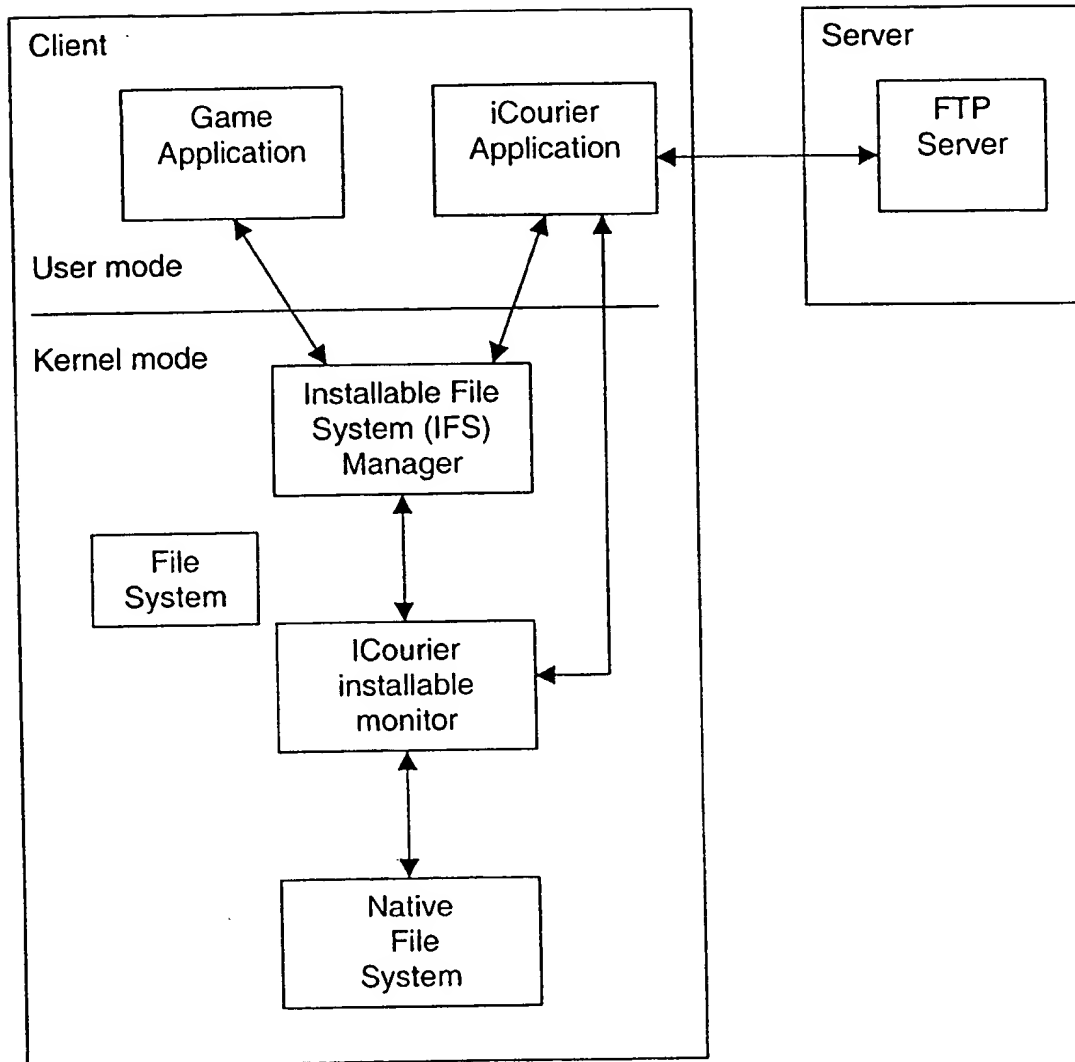 Client
Server
Game
Application
iCourier
Application
FTP
Server
User mode
Kernel mode
Installable File
System (IFS)
Manager
File
System
ICourier
installable
monitor
Native
File
System